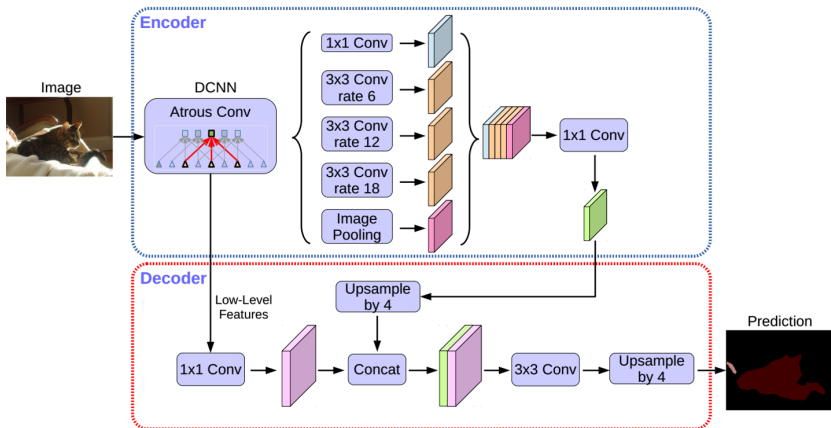 Encoder
Image
DCNN
Atrous Conv
1x1 Conv
3x3 Conv
rate 6
3x3 Conv
rate 12
3x3 Conv
rate 18
Image
Pooling
1x1 Conv
Decoder
Low-Level
Features
Upsample
by 4
1x1 Conv
Concat
3x3 Conv
Upsample
by 4
Prediction